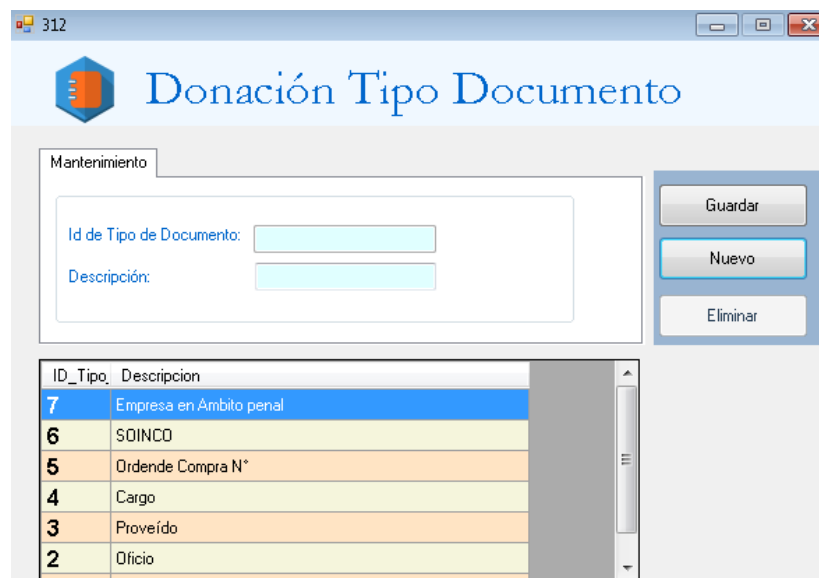 312
Donación Tipo Documento
Mantenimiento
Id de Tipo de Documento:
Descripción:
Guardar
Nuevo
Eliminar
ID_Tipo_ Descripcion
7 Empresa en Ambito penal
6 SOINCO
5 Ordende Compra N°
4 Cargo
3 Proveído
2 Oficio